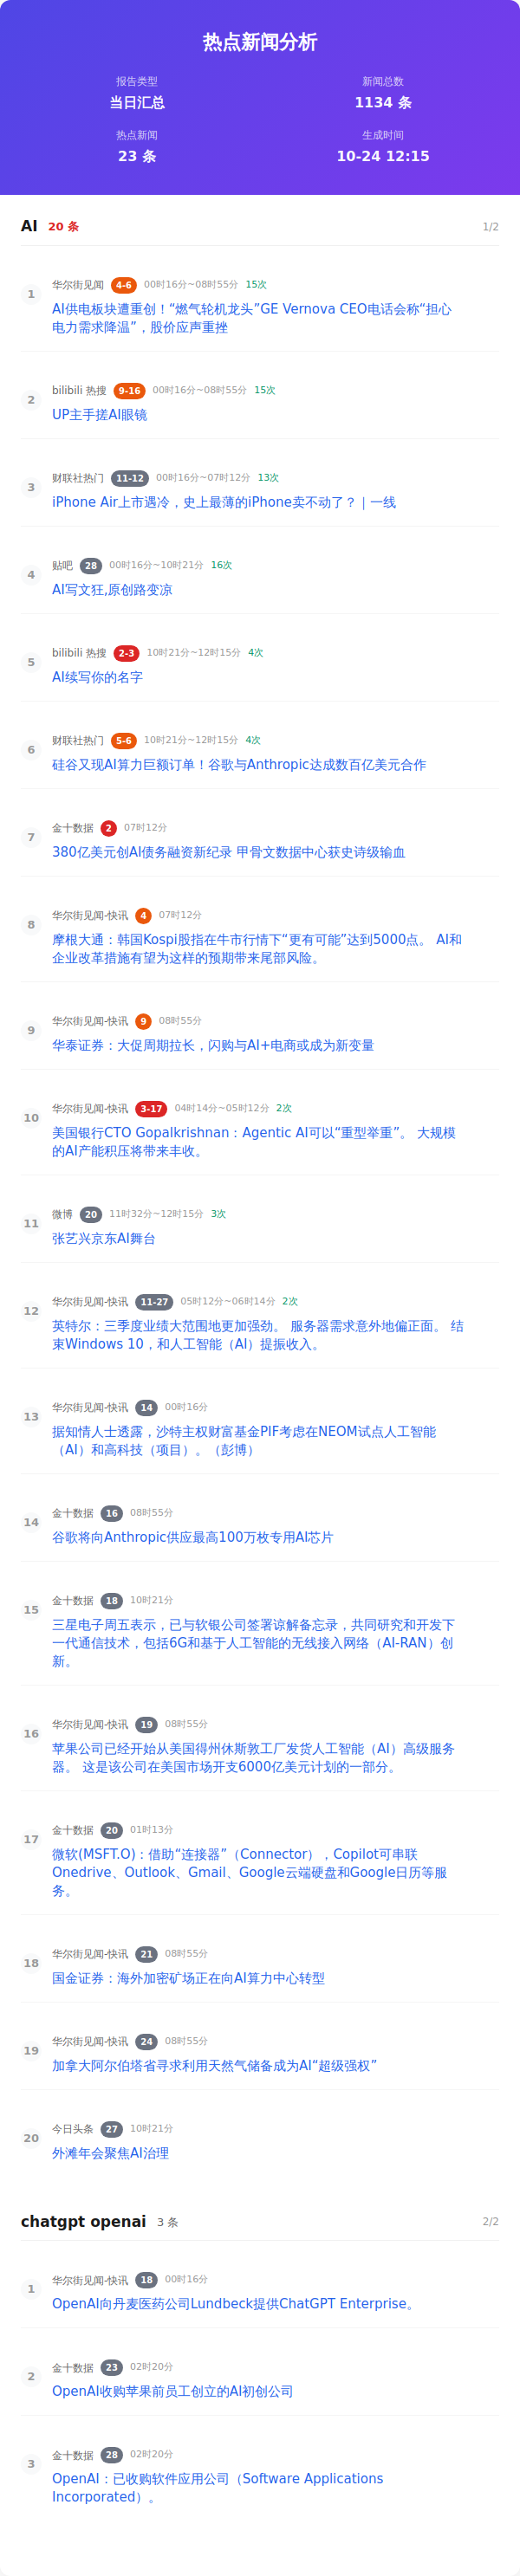 热点新闻分析
报告类型
当日汇总
新闻总数
1134 条
热点新闻
23 条
生成时间
10-24 12:15
AI 20 条 1/2
1
华尔街见闻 4-6 00时16分~08时55分 15次
AI供电板块遭重创！“燃气轮机龙头”GE Vernova CEO电话会称“担心
电力需求降温”，股价应声重挫
2
bilibili 热搜 9-16 00时16分~08时55分 15次
UP主手搓AI眼镜
3
财联社热门 11-12 00时16分~07时12分 13次
iPhone Air上市遇冷，史上最薄的iPhone卖不动了？｜一线
4
贴吧 28 00时16分~10时21分 16次
AI写文狂,原创路变凉
5
bilibili 热搜 2-3 10时21分~12时15分 4次
AI续写你的名字
6
财联社热门 5-6 10时21分~12时15分 4次
硅谷又现AI算力巨额订单！谷歌与Anthropic达成数百亿美元合作
7
金十数据 2 07时12分
380亿美元创AI债务融资新纪录 甲骨文数据中心获史诗级输血
8
华尔街见闻-快讯 4 07时12分
摩根大通：韩国Kospi股指在牛市行情下“更有可能”达到5000点。 AI和
企业改革措施有望为这样的预期带来尾部风险。
9
华尔街见闻-快讯 9 08时55分
华泰证券：大促周期拉长，闪购与AI+电商或成为新变量
10
华尔街见闻-快讯 3-17 04时14分~05时12分 2次
美国银行CTO Gopalkrishnan：Agentic AI可以“重型举重”。 大规模
的AI产能积压将带来丰收。
11
微博 20 11时32分~12时15分 3次
张艺兴京东AI舞台
12
华尔街见闻-快讯 11-27 05时12分~06时14分 2次
英特尔：三季度业绩大范围地更加强劲。 服务器需求意外地偏正面。 结
束Windows 10，和人工智能（AI）提振收入。
13
华尔街见闻-快讯 14 00时16分
据知情人士透露，沙特主权财富基金PIF考虑在NEOM试点人工智能
（AI）和高科技（项目）。（彭博）
14
金十数据 16 08时55分
谷歌将向Anthropic供应最高100万枚专用AI芯片
15
金十数据 18 10时21分
三星电子周五表示，已与软银公司签署谅解备忘录，共同研究和开发下
一代通信技术，包括6G和基于人工智能的无线接入网络（AI-RAN）创
新。
16
华尔街见闻-快讯 19 08时55分
苹果公司已经开始从美国得州休斯敦工厂发货人工智能（AI）高级服务
器。 这是该公司在美国市场开支6000亿美元计划的一部分。
17
金十数据 20 01时13分
微软(MSFT.O)：借助“连接器”（Connector），Copilot可串联
Onedrive、Outlook、Gmail、Google云端硬盘和Google日历等服
务。
18
华尔街见闻-快讯 21 08时55分
国金证券：海外加密矿场正在向AI算力中心转型
19
华尔街见闻-快讯 24 08时55分
加拿大阿尔伯塔省寻求利用天然气储备成为AI“超级强权”
20
今日头条 27 10时21分
外滩年会聚焦AI治理
chatgpt openai 3 条 2/2
1
华尔街见闻-快讯 18 00时16分
OpenAI向丹麦医药公司Lundbeck提供ChatGPT Enterprise。
2
金十数据 23 02时20分
OpenAI收购苹果前员工创立的AI初创公司
3
金十数据 28 02时20分
OpenAI：已收购软件应用公司（Software Applications
Incorporated）。